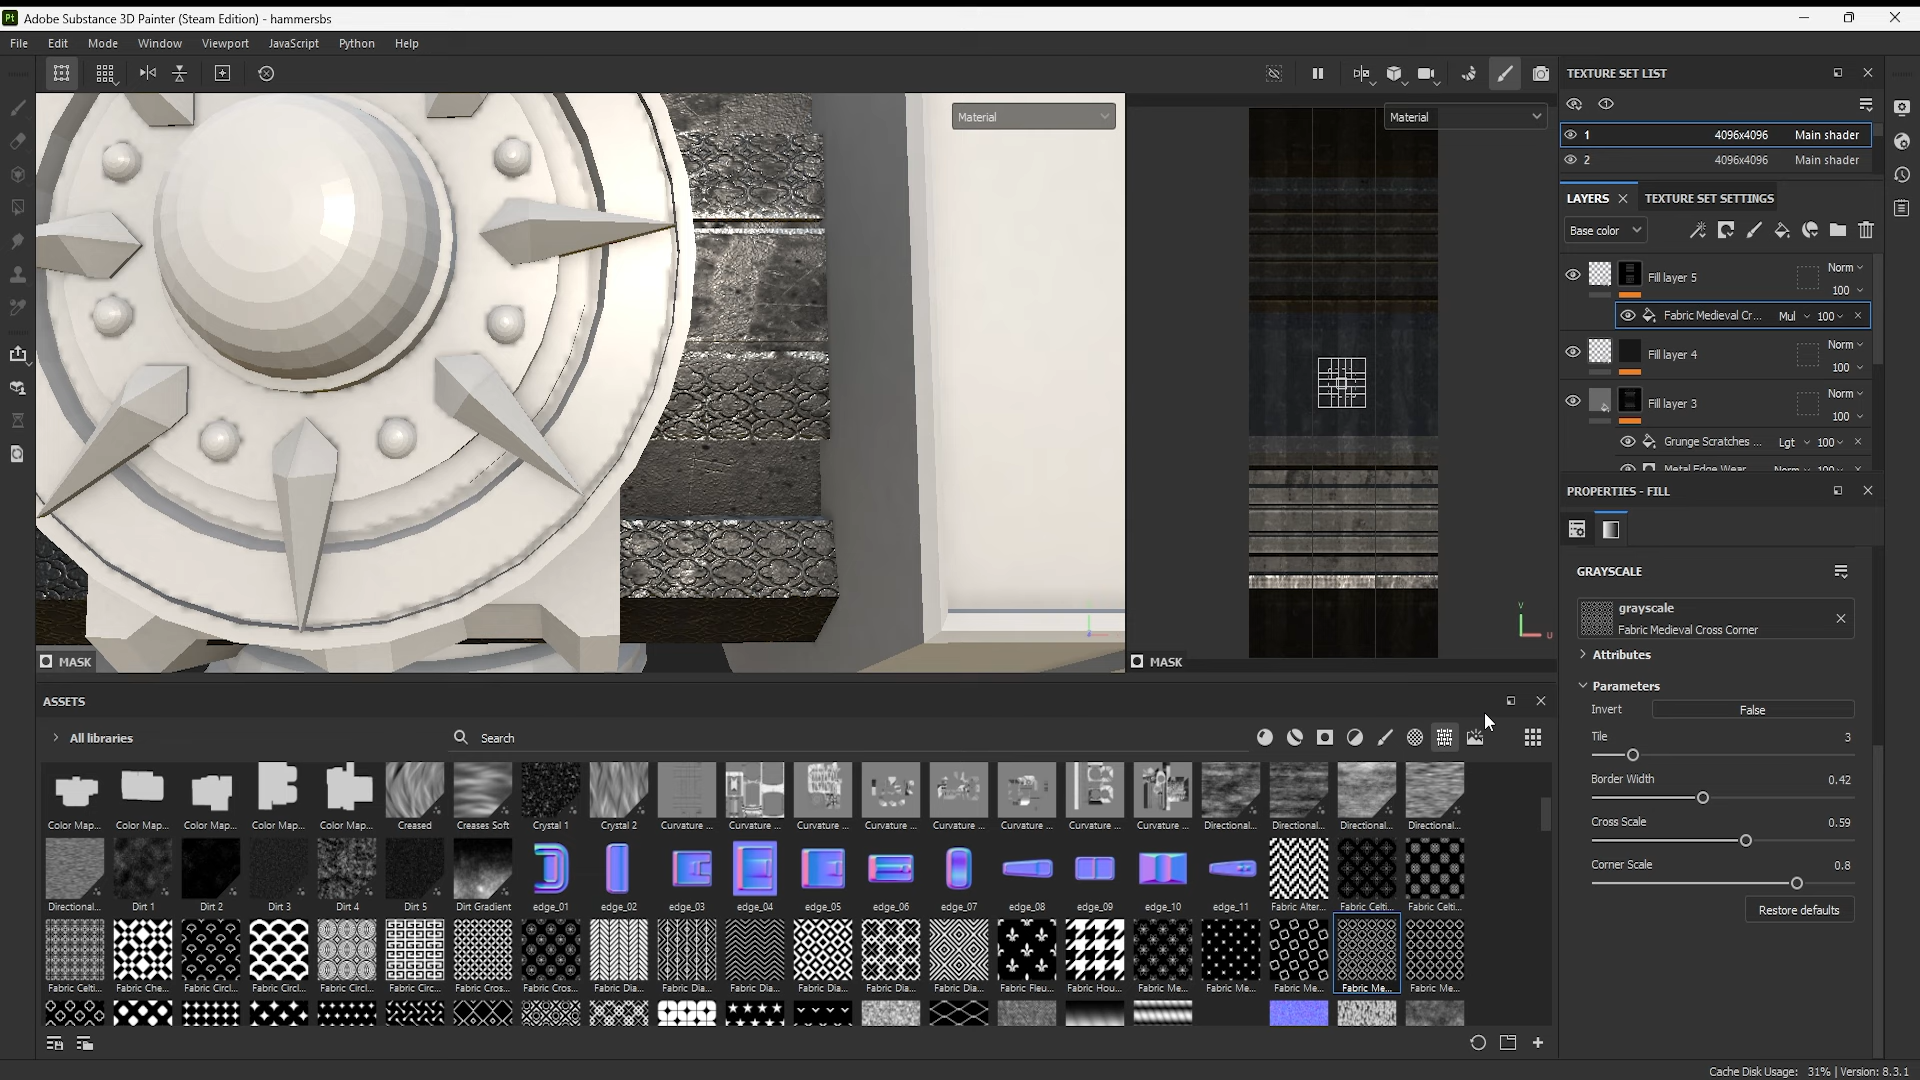 Pt Adobe Substance 3D Painter (Steam Edition) - hammersbs
File Edit Mode Window Viewport JavaScript Python Help
TEXTURE SET LIST
Material
Material
1 4096x4096 Main shader
2 4096x4096 Main shader
LAYERS TEXTURE SET SETTINGS
Base color
Fill layer 5 Norm
100
Fabric Medieval Cr... Mul 100
Fill layer 4 Norm
100
Fill layer 3 Norm
100
Grunge Scratches ... Lgt 100
Metal Edge Wear Norm 100
PROPERTIES - FILL
GRAYSCALE
grayscale
Fabric Medieval Cross Corner
Attributes
Parameters
Invert False
Tile 3
Border Width 0.42
Cross Scale 0.59
Corner Scale 0.8
Restore defaults
V
U
MASK
MASK
ASSETS
All libraries
Search
Color Map... Color Map... Color Map... Color Map... Color Map... Creased Creases Soft Crystal 1 Crystal 2 Curvature ... Curvature ... Curvature ... Curvature ... Curvature ... Curvature ... Curvature ... Curvature ... Directional... Directional... Directional... Directional...
Directional... Dirt 1 Dirt 2 Dirt 3 Dirt 4 Dirt 5 Dirt Gradient edge_01 edge_02 edge_03 edge_04 edge_05 edge_06 edge_07 edge_08 edge_09 edge_10 edge_11 Fabric Alter... Fabric Celti... Fabric Celti...
Fabric Celti... Fabric Che... Fabric Circl... Fabric Circl... Fabric Circl... Fabric Circ... Fabric Cros... Fabric Cros... Fabric Dia... Fabric Dia... Fabric Dia... Fabric Dia... Fabric Dia... Fabric Dia... Fabric Fleu... Fabric Hou... Fabric Me... Fabric Me... Fabric Me... Fabric Me... Fabric Me...
Cache Disk Usage: 31% | Version: 8.3.1